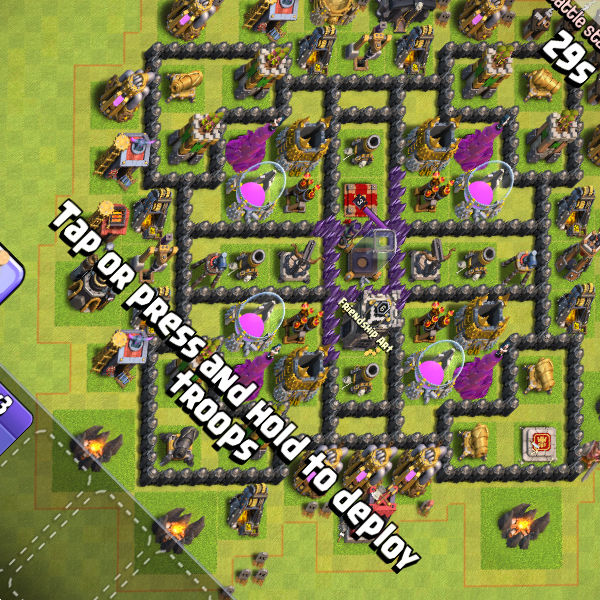 29s
Tap or press and hold to deploy
troops
Friendship Art